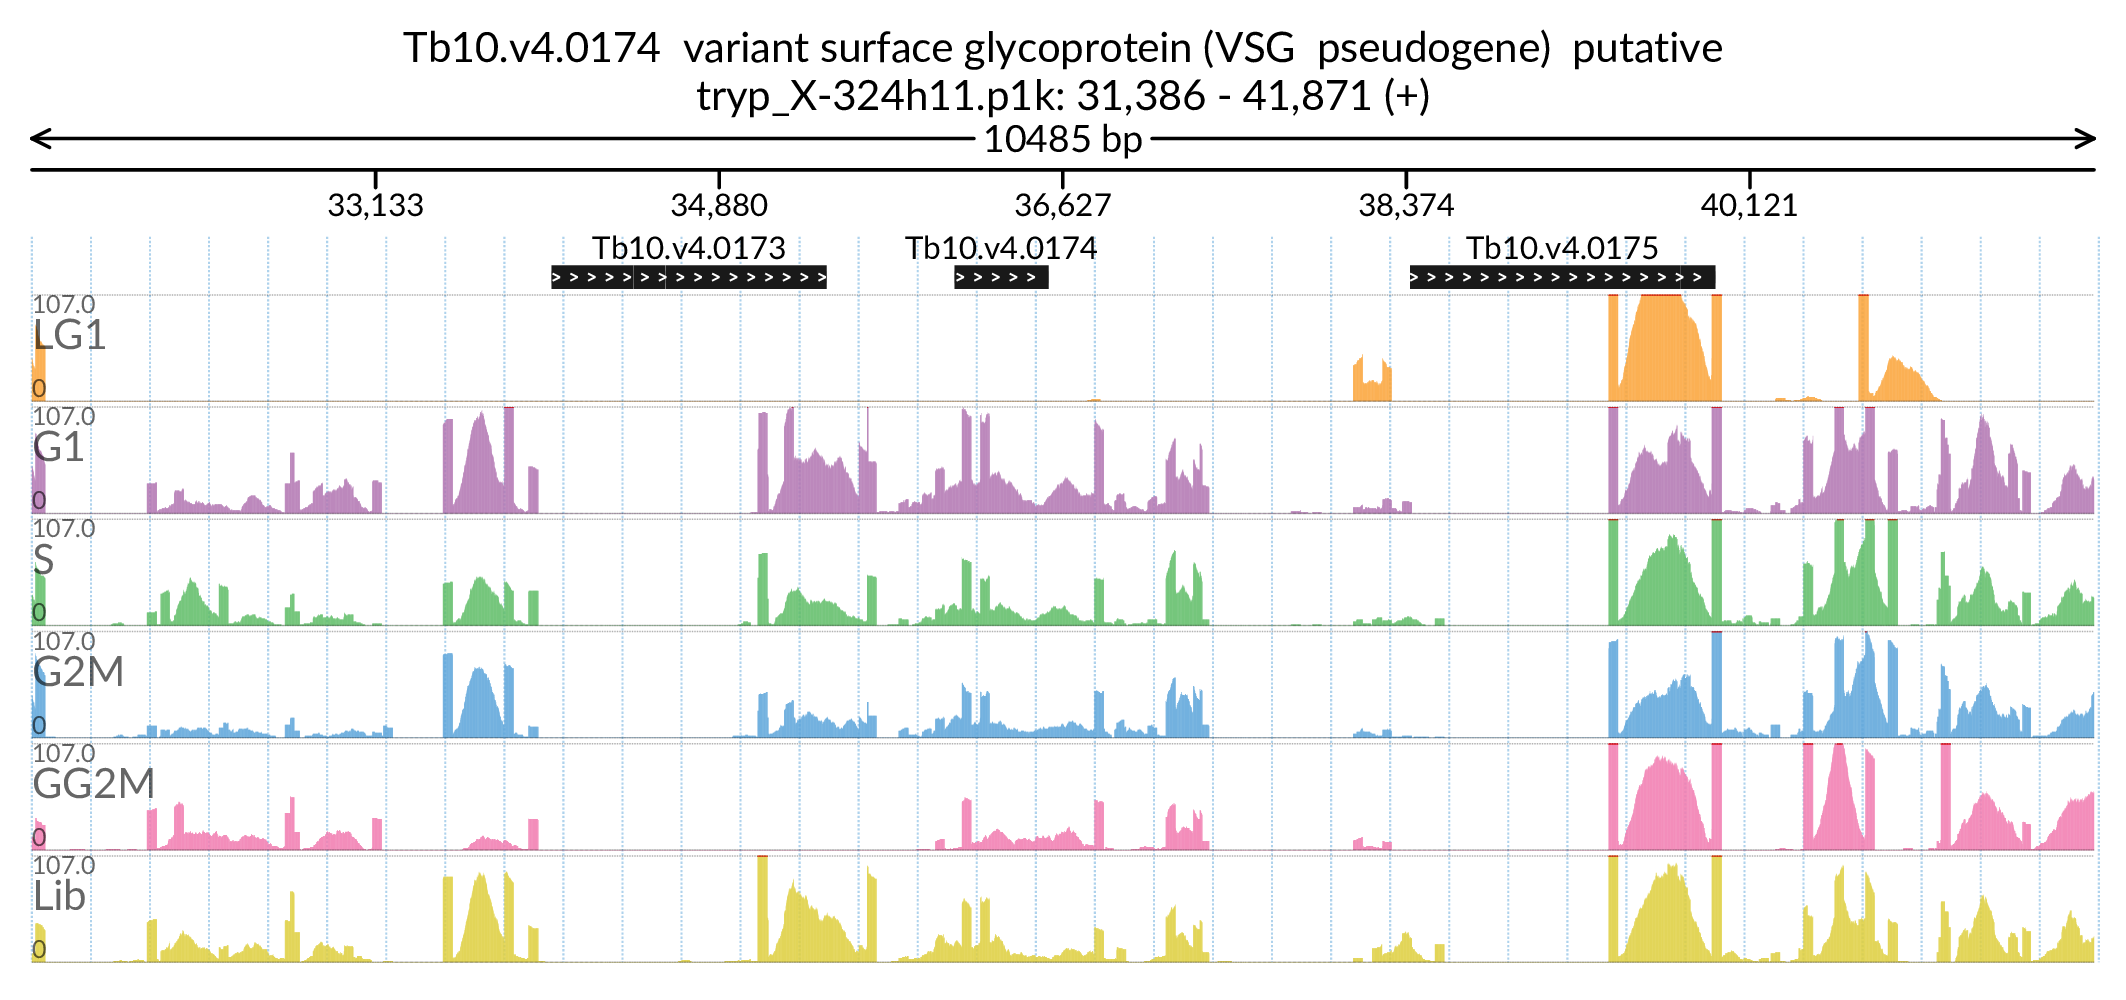 Tb10.v4.0174 variant surface glycoprotein (VSG pseudogene) putative
tryp_X-324h11.p1k: 31,386 - 41,871 (+)
10485 bp
33,133 34,880 36,627 38,374 40,121
Tb10.v4.0173 Tb10.v4.0174 Tb10.v4.0175
107.0
LG1
0
107.0
G1
0
107.0
S
0
107.0
G2M
0
107.0
GG2M
0
107.0
Lib
0